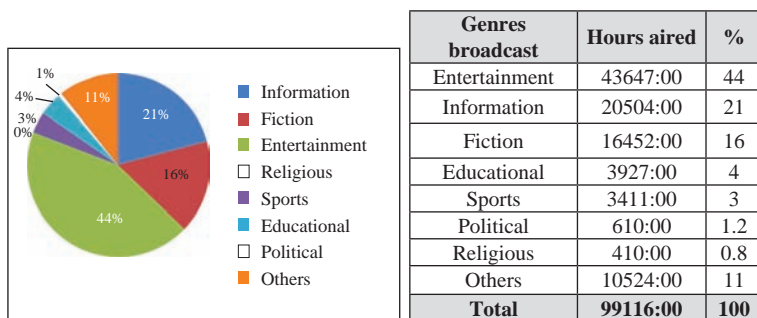 1%
4%
3%
0%
11%
21%
16%
44%
Information
Fiction
Entertainment
Religious
Sports
Educational
Political
Others
Genres broadcast Hours aired %
Entertainment 43647:00 44
Information 20504:00 21
Fiction 16452:00 16
Educational 3927:00 4
Sports 3411:00 3
Political 610:00 1.2
Religious 410:00 0.8
Others 10524:00 11
Total 99116:00 100